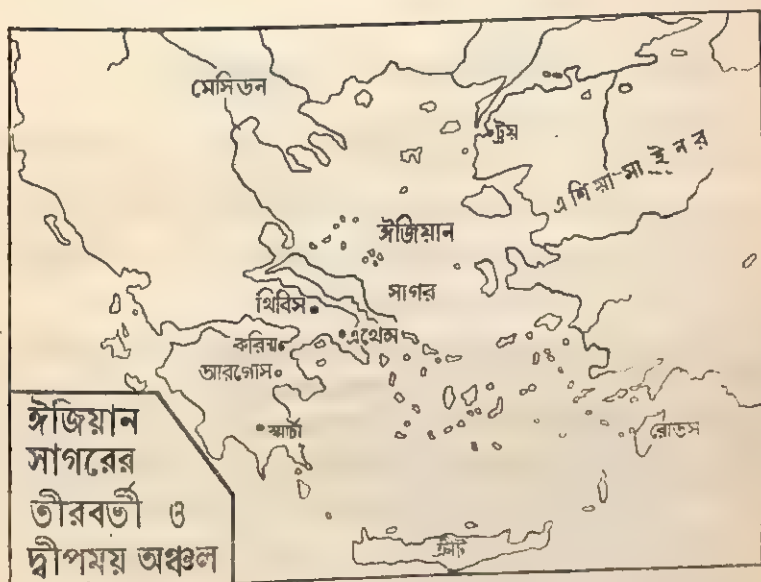 মেসিডন
ট্রয়
এশিয়া মাইনর
ঈজিয়ান
সাগর
থিবিস
এথেন্স
করিন্থ
আরগোস
স্পার্টা
রোডস
ক্রীট
ঈজিয়ান
সাগরের
তীরবর্তী ও
দ্বীপময় অঞ্চল